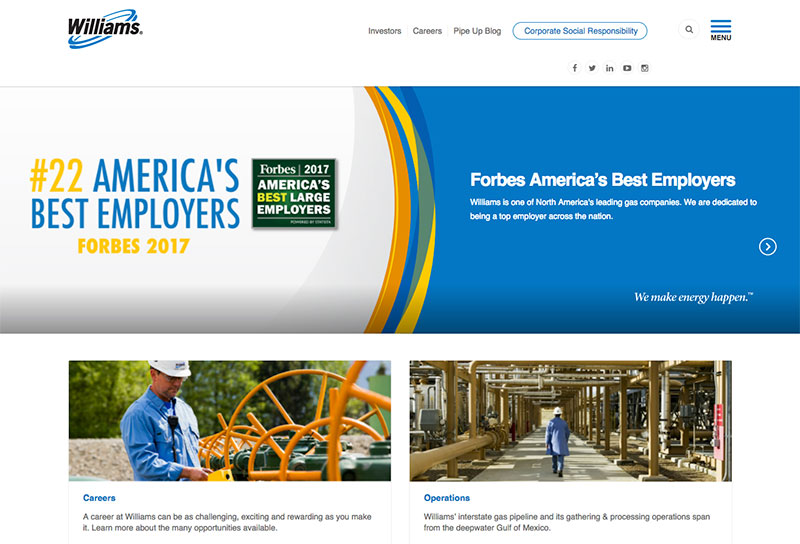 Williams®
Investors Careers Pipe Up Blog Corporate Social Responsibility
MENU
#22 AMERICA'S
BEST EMPLOYERS
FORBES 2017
Forbes | 2017
AMERICA'S
BEST LARGE
EMPLOYERS
POWERED BY STATISTA
Forbes America's Best Employers
Williams is one of North America's leading gas companies. We are dedicated to
being a top employer across the nation.
We make energy happen.™
Careers
A career at Williams can be as challenging, exciting and rewarding as you make
it. Learn more about the many opportunities available.
Operations
Williams' interstate gas pipeline and its gathering & processing operations span
from the deepwater Gulf of Mexico.